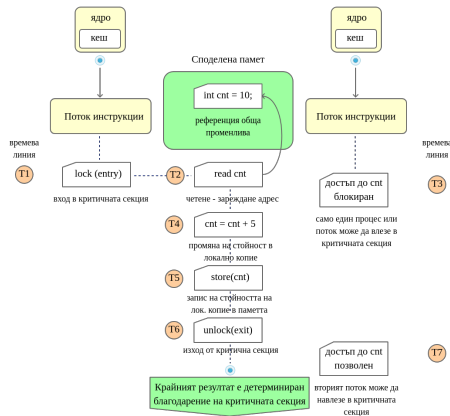 ядро
кеш
ядро
кеш
Споделена памет
int cnt = 10;
референция обща
променлива
Поток инструкции
Поток инструкции
времева
линия
времева
линия
T1
lock (entry)
вход в критичната секция
T2
read cnt
четене - зареждане адрес
T3
достъп до cnt
блокиран
само един процес или
поток може да влезе в
критичната секция
T4
cnt = cnt + 5
промяна на стойност в
локално копие
T5
store(cnt)
запис на стойността на
лок. копие в паметта
T6
unlock(exit)
изход от критична секция
T7
достъп до cnt
позволен
вторият поток може да
навлезе в критичната
секция
Крайният резултат е детерминиран
благодарение на критичната секция